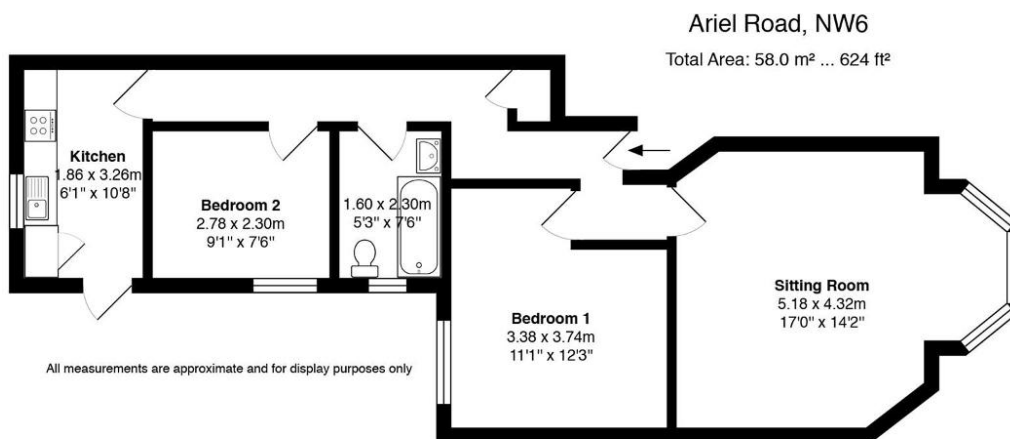 Ariel Road, NW6
Total Area: 58.0 m² ... 624 ft²
Kitchen
1.86 x 3.26m
6'1" x 10'8"
Bedroom 2
2.78 x 2.30m
9'1" x 7'6"
1.60 x 2.30m
5'3" x 7'6"
Sitting Room
5.18 x 4.32m
17'0" x 14'2"
Bedroom 1
3.38 x 3.74m
11'1" x 12'3"
All measurements are approximate and for display purposes only